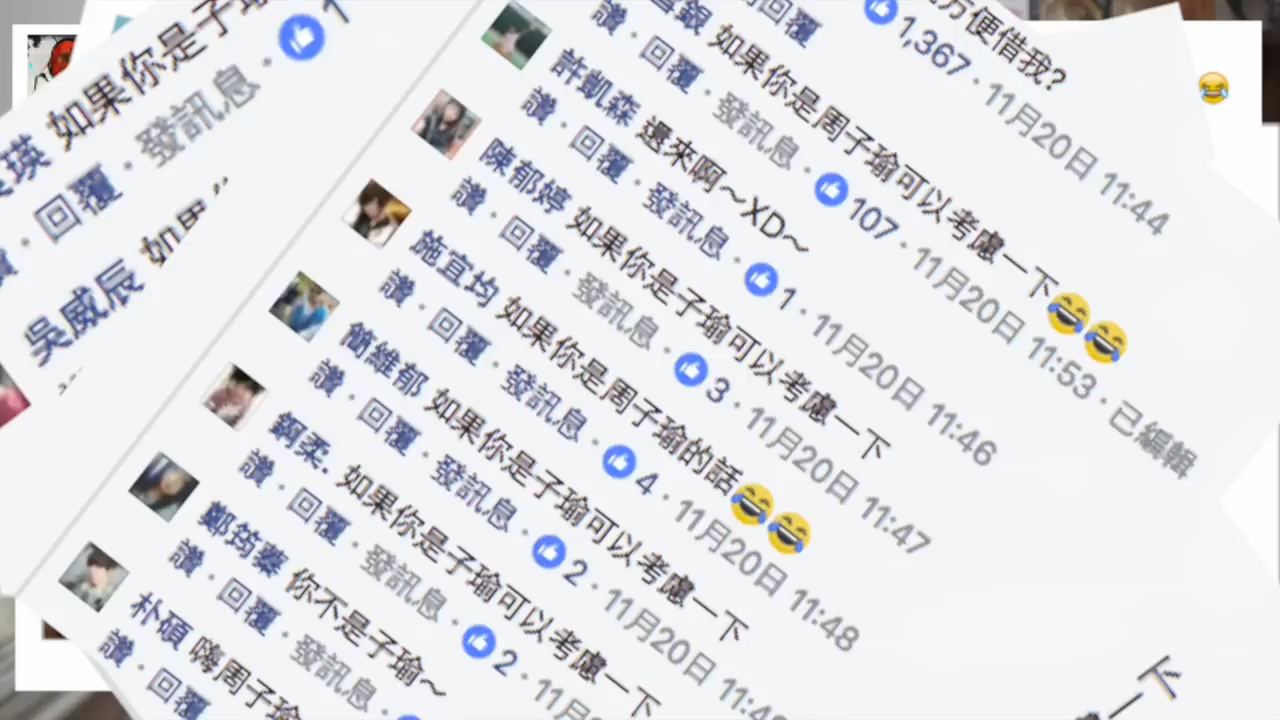 如果你是子
回覆・發訊息・1
吳威辰
方便借我?
1,367・11月20日 11:44
如果你是周子瑜可以考慮一下😂😂
讚・回覆・發訊息・107・11月20日 11:53・已編輯
許凱森 還來啊～XD～
讚・回覆・發訊息・1・11月20日 11:46
陳郁婷 如果你是子瑜可以考慮一下
讚・回覆・發訊息・3・11月20日 11:47
施宜均 如果你是周子瑜的話😂😂
讚・回覆・發訊息・4・11月20日 11:48
簡維郁 如果你是子瑜可以考慮一下
讚・回覆・發訊息・2・11月20日 11:48
鋼柔. 如果你是子瑜可以考慮一下
讚・回覆・發訊息・2・11月
鄭筠蓁 你不是子瑜～
讚・回覆・發訊息
朴碩 嗨周子瑜
讚・回覆
下
😂